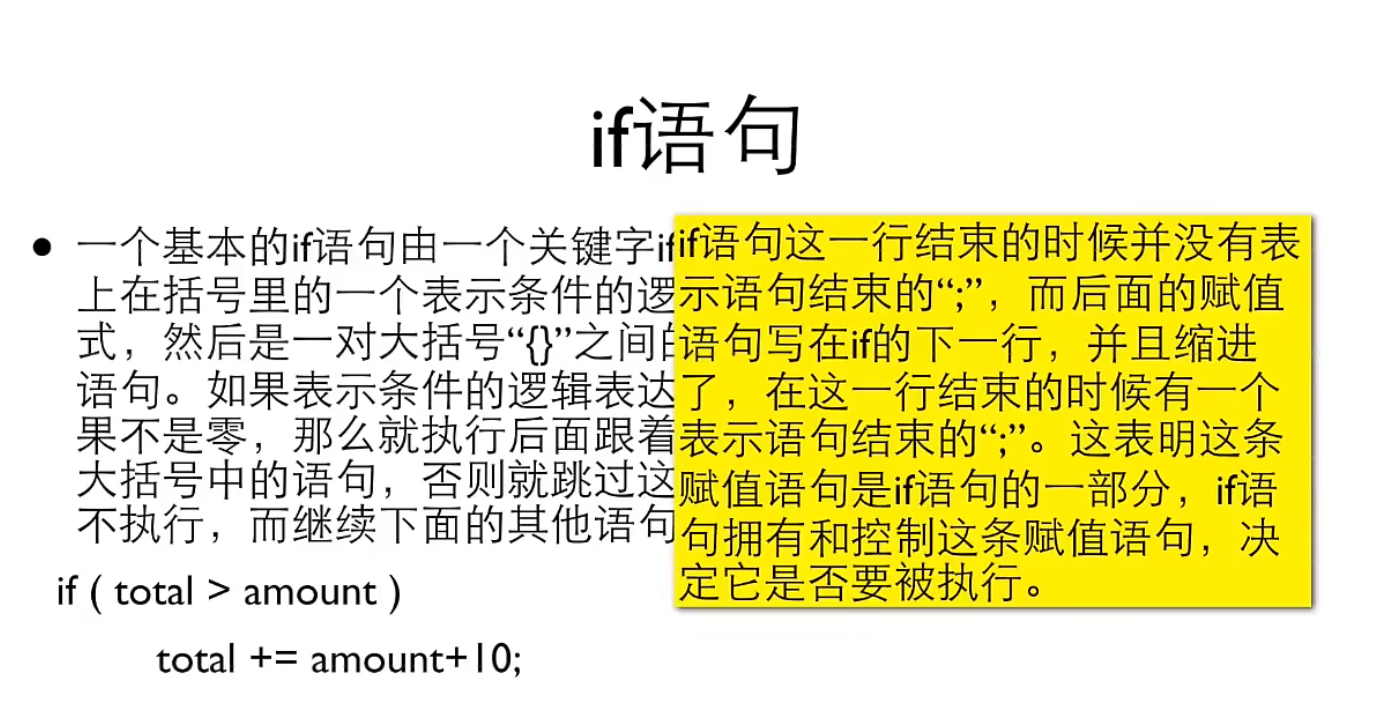 if语句
一个基本的if语句由一个关键字if
上在括号里的一个表示条件的逻
式，然后是一对大括号“{}”之间
语句。如果表示条件的逻辑表达
果不是零，那么就执行后面跟着
大括号中的语句，否则就跳过这
不执行，而继续下面的其他语句
if ( total > amount )
total += amount+10;
if语句这一行结束的时候并没有表
示语句结束的“;”，而后面的赋值
语句写在if的下一行，并且缩进
了，在这一行结束的时候有一个
表示语句结束的“;”。这表明这条
赋值语句是if语句的一部分，if语
句拥有和控制这条赋值语句，决
定它是否要被执行。